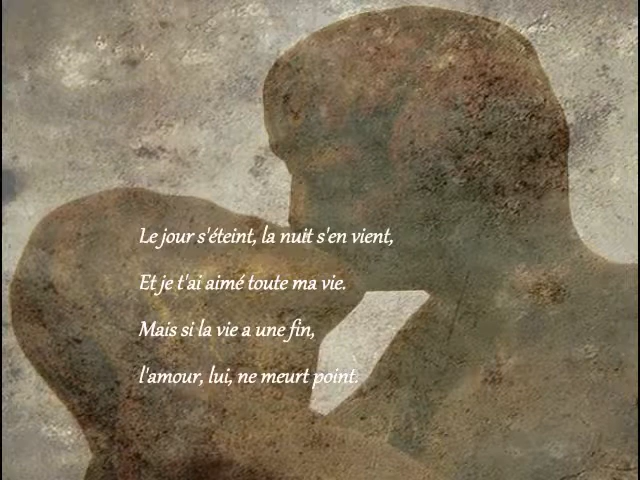 Le jour s'éteint, la nuit s'en vient,
Et je t'ai aimé toute ma vie.
Mais si la vie a une fin,
l'amour, lui, ne meurt point.